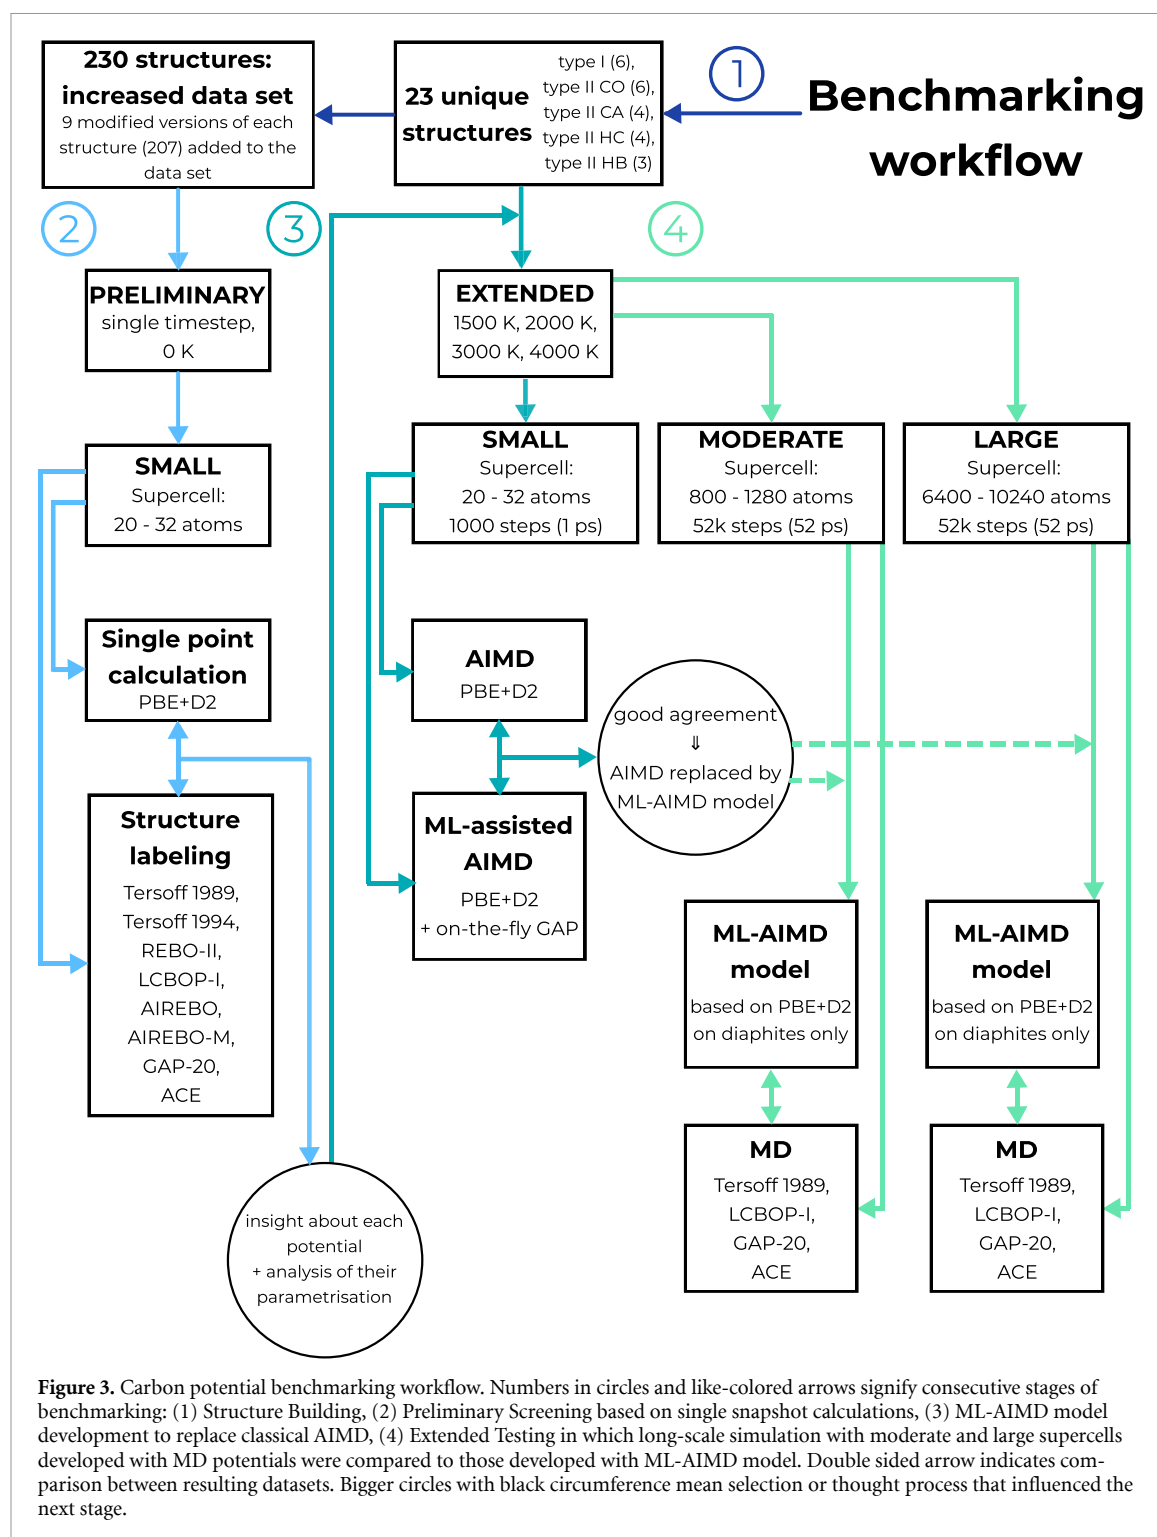 Benchmarking
workflow
1
23 unique
structures
type I (6),
type II CO (6),
type II CA (4),
type II HC (4),
type II HB (3)
230 structures:
increased data set
9 modified versions of each
structure (207) added to the
data set
2
PRELIMINARY
single timestep,
0 K
SMALL
Supercell:
20 - 32 atoms
Single point
calculation
PBE+D2
Structure
labeling
Tersoff 1989,
Tersoff 1994,
REBO-II,
LCBOP-I,
AIREBO,
AIREBO-M,
GAP-20,
ACE
insight about each
potential
+ analysis of their
parametrisation
3
EXTENDED
1500 K, 2000 K,
3000 K, 4000 K
SMALL
Supercell:
20 - 32 atoms
1000 steps (1 ps)
AIMD
PBE+D2
ML-assisted
AIMD
PBE+D2
+ on-the-fly GAP
good agreement
⇓
AIMD replaced by
ML-AIMD model
4
MODERATE
Supercell:
800 - 1280 atoms
52k steps (52 ps)
ML-AIMD
model
based on PBE+D2
on diaphites only
MD
Tersoff 1989,
LCBOP-I,
GAP-20,
ACE
LARGE
Supercell:
6400 - 10240 atoms
52k steps (52 ps)
ML-AIMD
model
based on PBE+D2
on diaphites only
MD
Tersoff 1989,
LCBOP-I,
GAP-20,
ACE
Figure 3. Carbon potential benchmarking workflow. Numbers in circles and like-colored arrows signify consecutive stages of
benchmarking: (1) Structure Building, (2) Preliminary Screening based on single snapshot calculations, (3) ML-AIMD model
development to replace classical AIMD, (4) Extended Testing in which long-scale simulation with moderate and large supercells
developed with MD potentials were compared to those developed with ML-AIMD model. Double sided arrow indicates com-
parison between resulting datasets. Bigger circles with black circumference mean selection or thought process that influenced the
next stage.